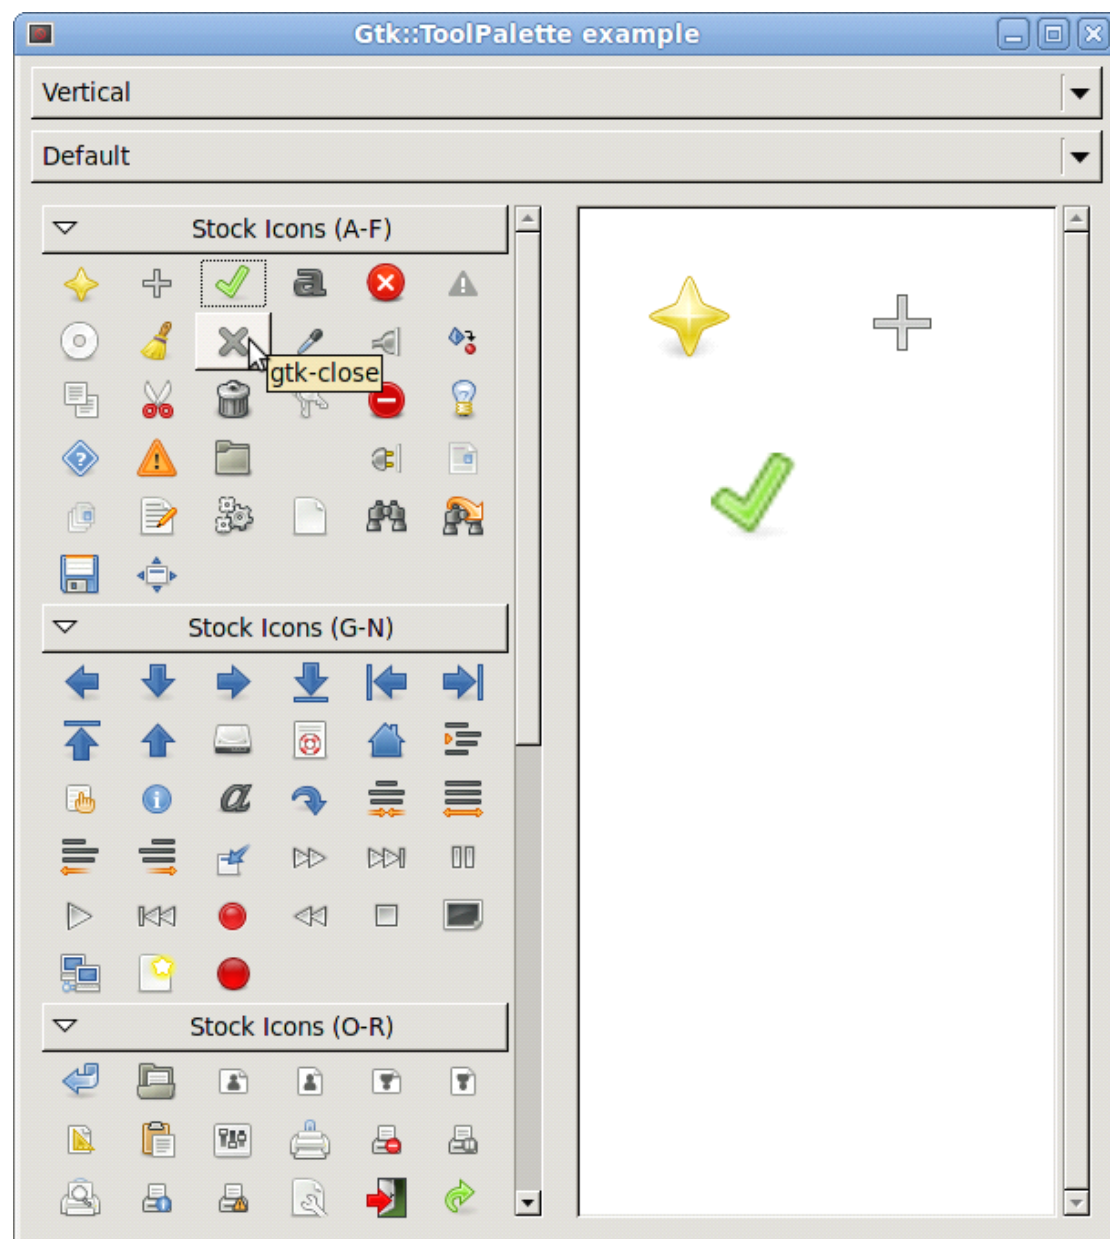 Gtk::ToolPalette example
Vertical
Default
Stock Icons (A-F)
gtk-close
Stock Icons (G-N)
Stock Icons (O-R)